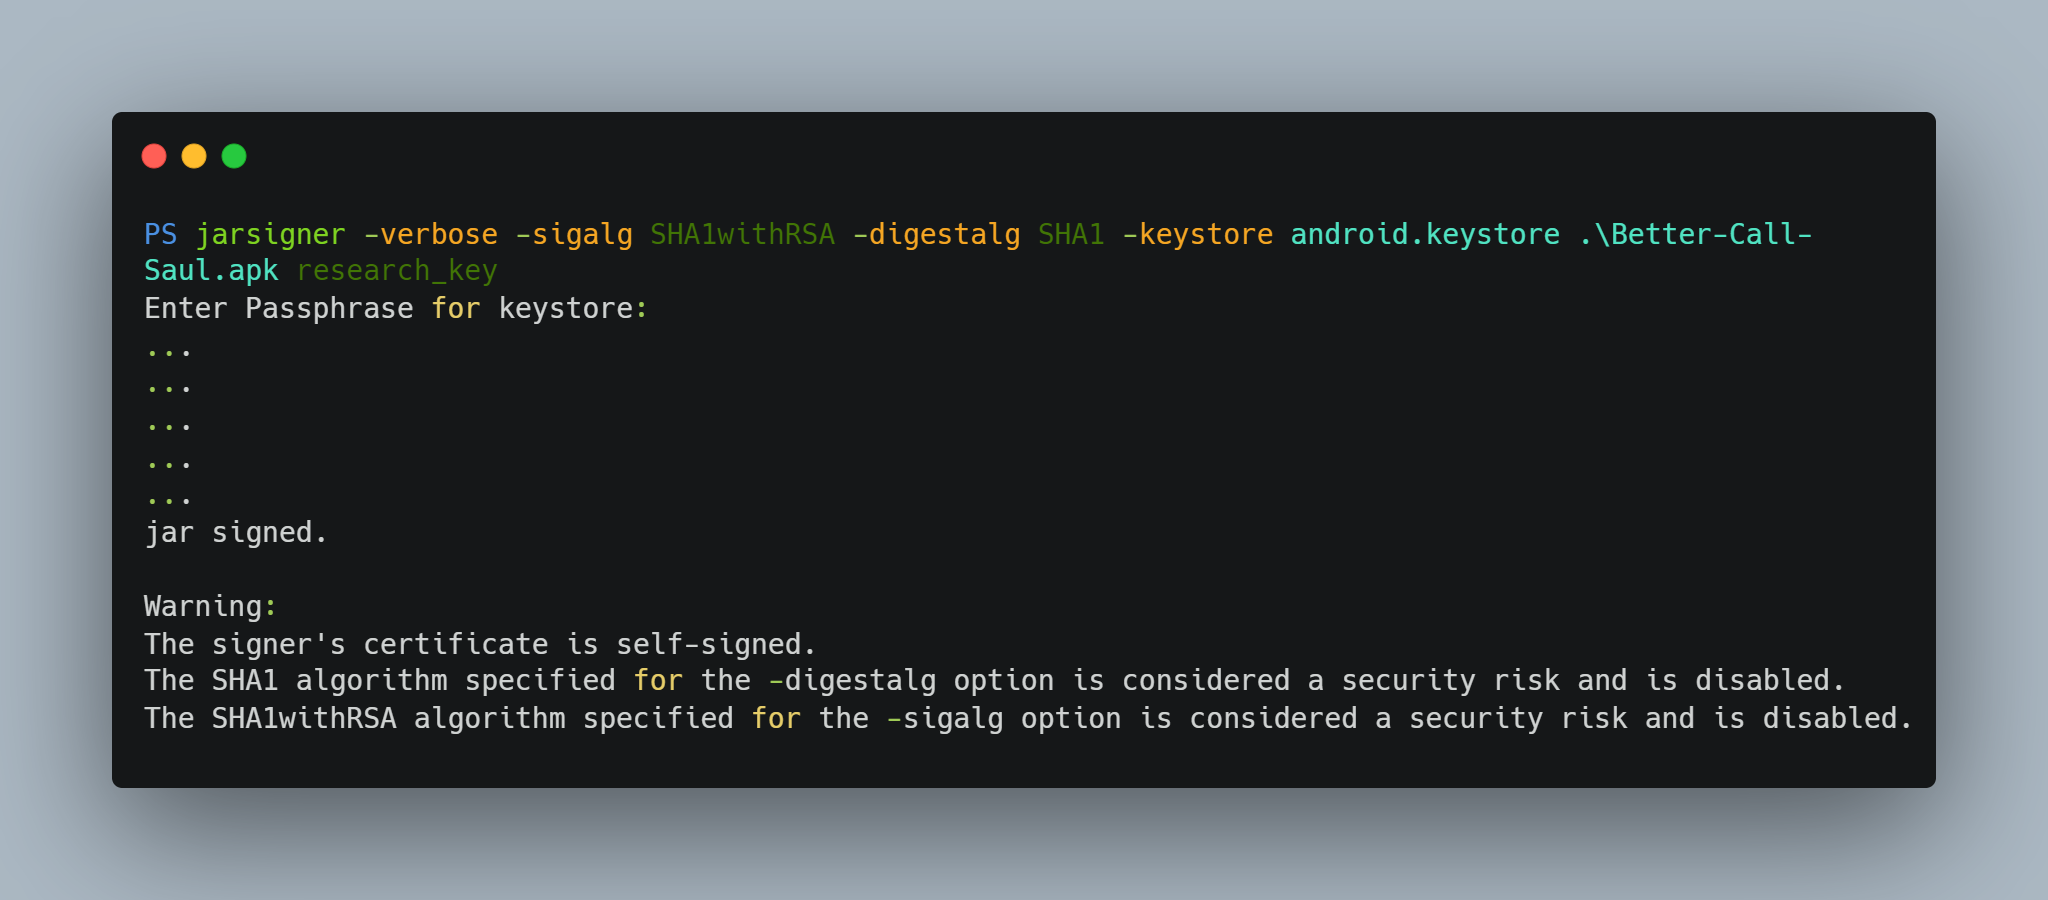 PS jarsigner -verbose -sigalg SHA1withRSA -digestalg SHA1 -keystore android.keystore .\Better-Call-
Saul.apk research_key
Enter Passphrase for keystore:
...
...
...
...
...
jar signed.
Warning:
The signer's certificate is self-signed.
The SHA1 algorithm specified for the -digestalg option is considered a security risk and is disabled.
The SHA1withRSA algorithm specified for the -sigalg option is considered a security risk and is disabled.